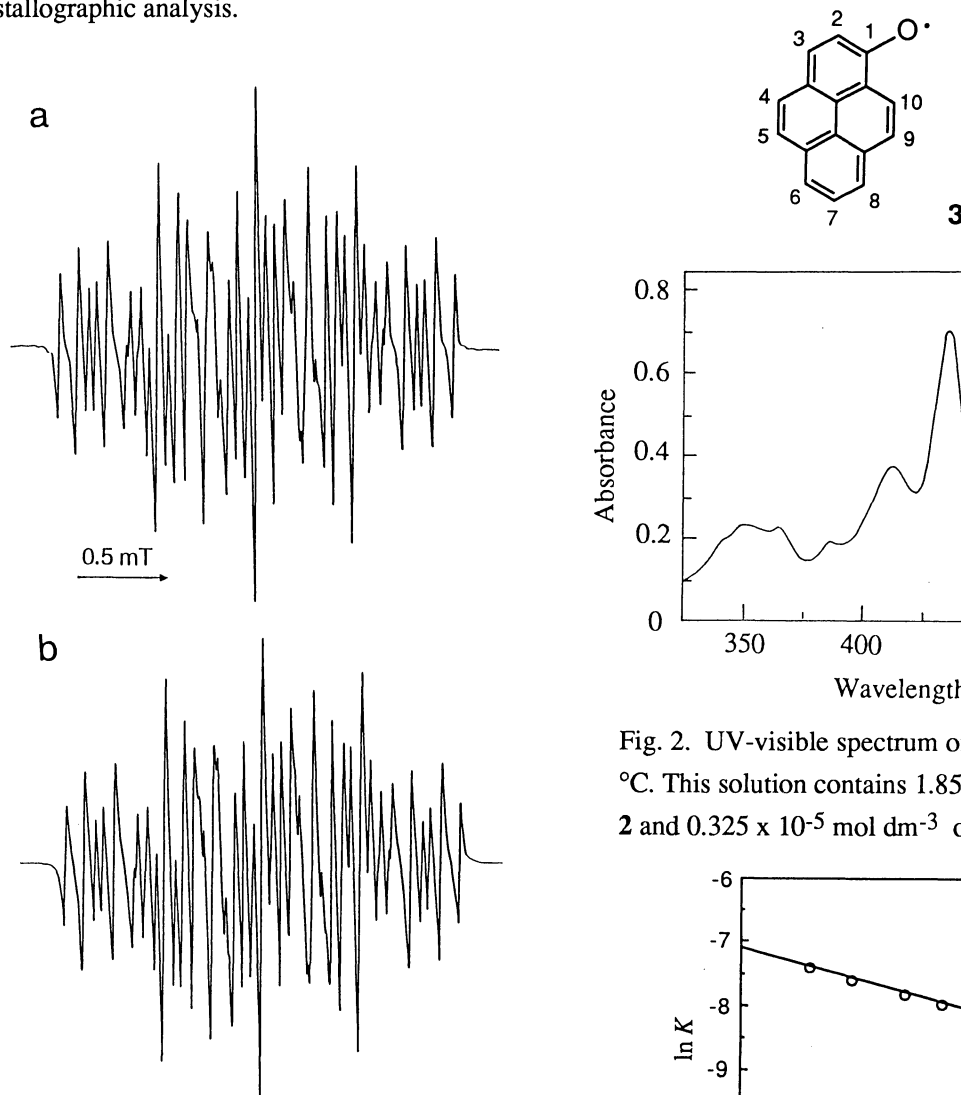 stallographic analysis.
a
0.5 mT
b
2
1
O•
3
4
10
5
9
6
8
7
3
0.8
0.6
0.4
0.2
0
Absorbance
350
400
Wavelength
Fig. 2. UV-visible spectrum o
°C. This solution contains 1.85
2 and 0.325 x 10-5 mol dm-3
-6
-7
-8
-9
ln K